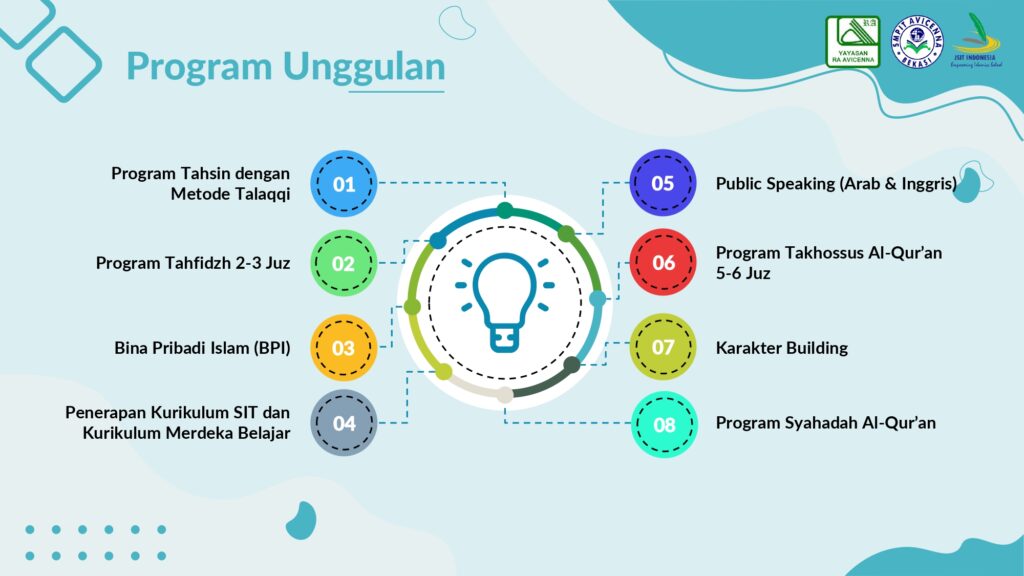 Program Unggulan
RA
YAYASAN
RA AVICENNA
SMPIT AVICENNA
BEKASI
JSIT INDONESIA
Program Tahsin dengan
Metode Talaqqi
01
Program Tahfidzh 2-3 Juz
02
Bina Pribadi Islam (BPI)
03
Penerapan Kurikulum SIT dan
Kurikulum Merdeka Belajar
04
05
Public Speaking (Arab & Inggris)
06
Program Takhossus Al-Qur'an
5-6 Juz
07
Karakter Building
08
Program Syahadah Al-Qur'an